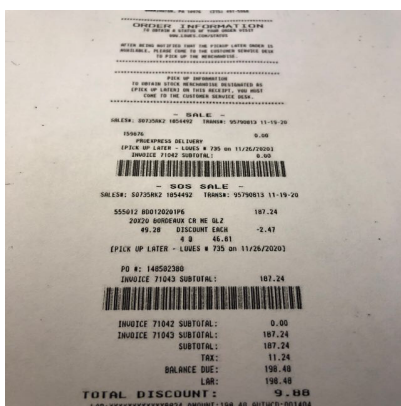 ORDER INFORMATION
TO OBTAIN A STATUS OF YOUR ORDER VISIT
WWW.LOWES.COM/STATUS
AFTER BEING NOTIFIED THAT THE PICKUP LATER ORDER IS
AVAILABLE, PLEASE COME TO THE CUSTOMER SERVICE DESK
TO PICK UP THE MERCHANDISE.
PICK UP INFORMATION
TO OBTAIN STOCK MERCHANDISE DESIGNATED BY
[PICK UP LATER] ON THIS RECEIPT, YOU MUST
COME TO THE CUSTOMER SERVICE DESK.
- SALE -
SALES#: S0735RK2 1854492 TRANS#: 95790813 11-19-20
159876 0.00
PRUEXPRESS DELIVERY
[PICK UP LATER - LOWES # 735 on 11/26/2020]
INVOICE 71042 SUBTOTAL: 0.00
- SOS SALE -
SALES#: S0735RK2 1854492 TRANS#: 95790813 11-19-20
555012 BD0120201P6 187.24
20X20 BORDEAUX CR ME GLZ
49.28 DISCOUNT EACH -2.47
4 @ 46.81
[PICK UP LATER - LOWES # 735 on 11/26/2020]
PO #: 148502380
INVOICE 71043 SUBTOTAL: 187.24
INVOICE 71042 SUBTOTAL: 0.00
INVOICE 71043 SUBTOTAL: 187.24
SUBTOTAL: 187.24
TAX: 11.24
BALANCE DUE: 198.48
LAR: 198.48
TOTAL DISCOUNT: 9.88